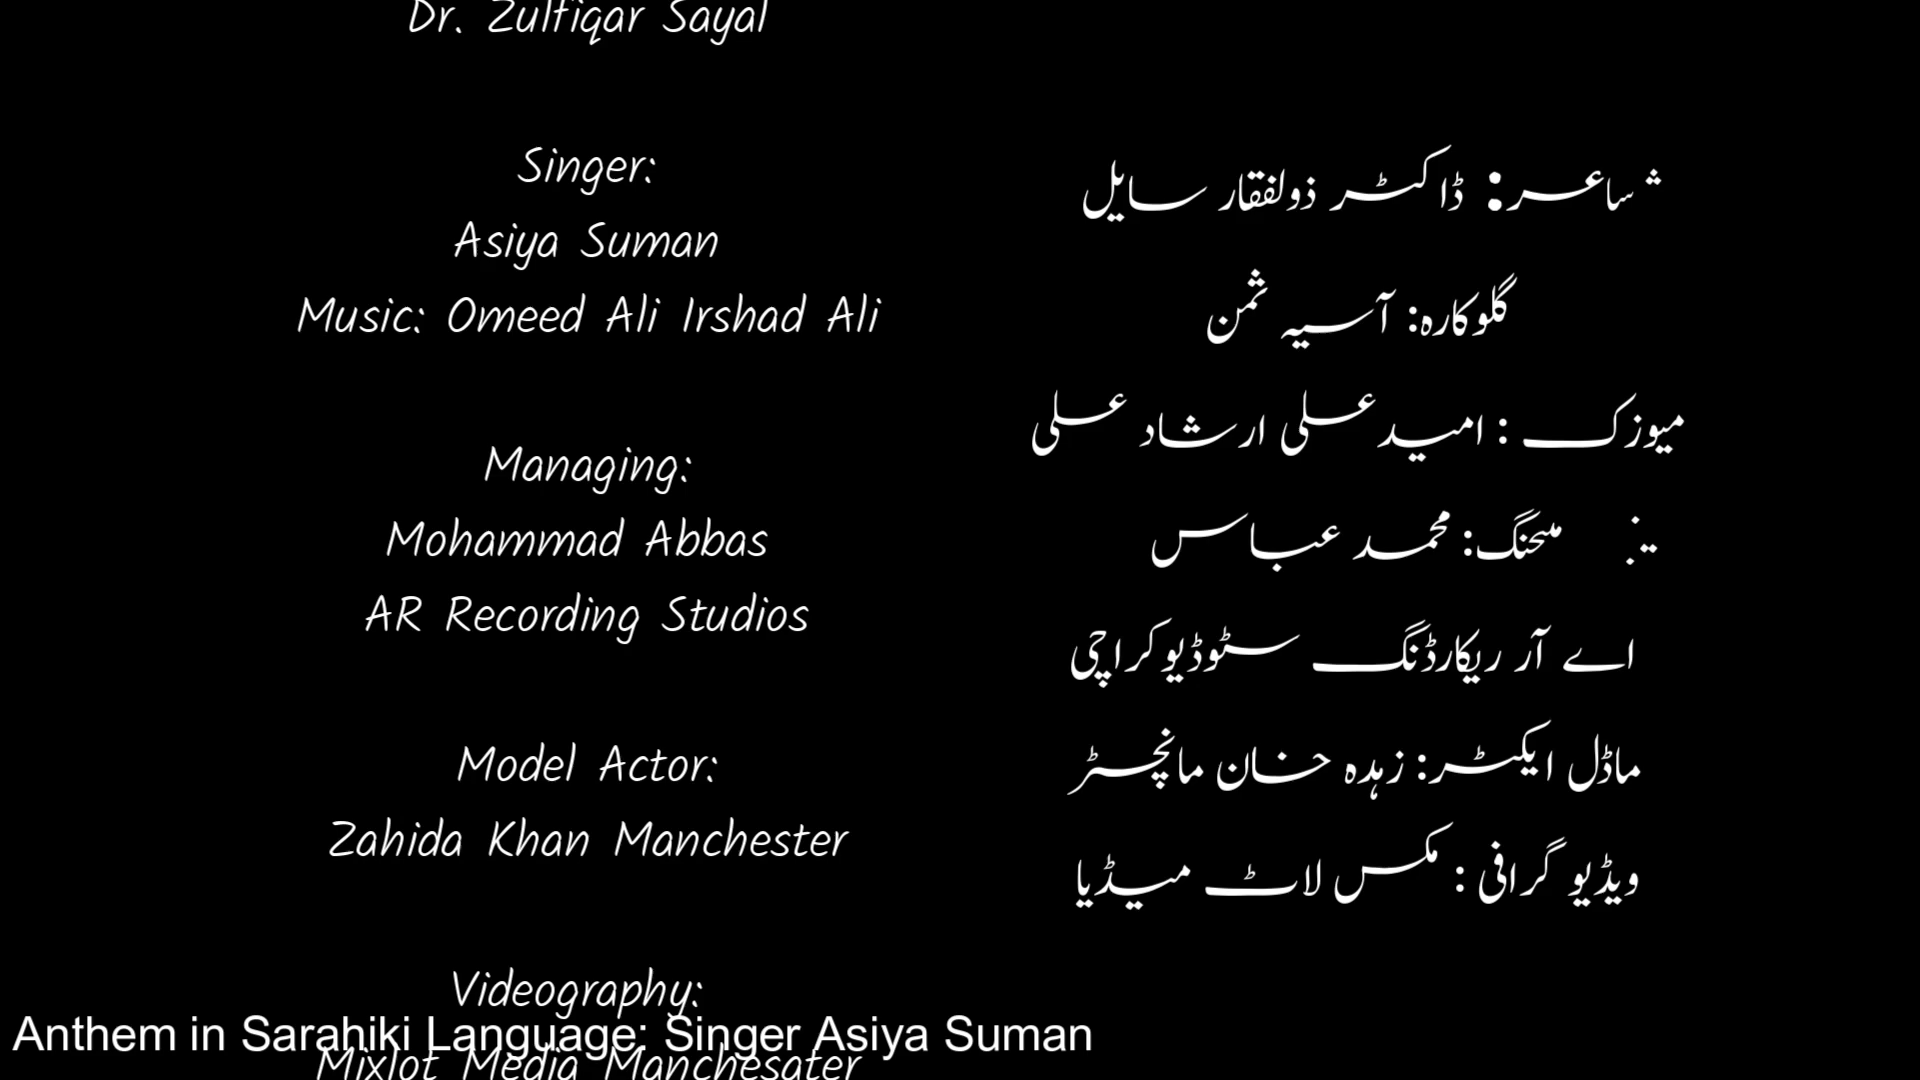 Dr. Zulfiqar Sayal
Singer:
Asiya Suman
Music: Omeed Ali Irshad Ali
Managing:
Mohammad Abbas
AR Recording Studios
Model Actor:
Zahida Khan Manchester
Videography:
Mixlot Media Manchesater
شاعر: ڈاکٹر ذولفقار سایل
گلوکارہ: آسیہ ثمن
میوزک : امید علی ارشاد علی
محمد عباس
اے آر ریکارڈنگ سٹوڈیو کراچی
ماڈل ایکٹر: زہدہ خان مانچسٹر
ویڈیو گرافی : مکس لاٹ میڈیا
Anthem in Sarahiki Language: Singer Asiya Suman